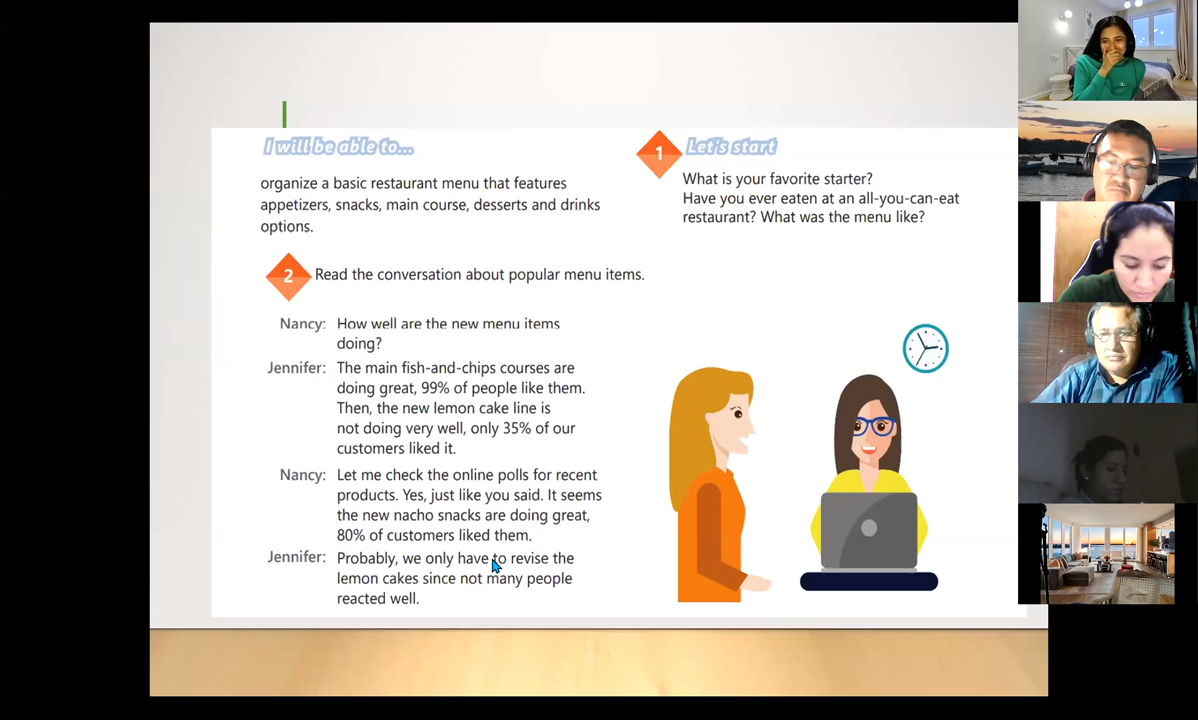 I will be able to...
organize a basic restaurant menu that features
appetizers, snacks, main course, desserts and drinks
options.
1
Let's start
What is your favorite starter?
Have you ever eaten at an all-you-can-eat
restaurant? What was the menu like?
2
Read the conversation about popular menu items.
Nancy: How well are the new menu items
doing?
Jennifer: The main fish-and-chips courses are
doing great, 99% of people like them.
Then, the new lemon cake line is
not doing very well, only 35% of our
customers liked it.
Nancy: Let me check the online polls for recent
products. Yes, just like you said. It seems
the new nacho snacks are doing great,
80% of customers liked them.
Jennifer: Probably, we only have to revise the
lemon cakes since not many people
reacted well.